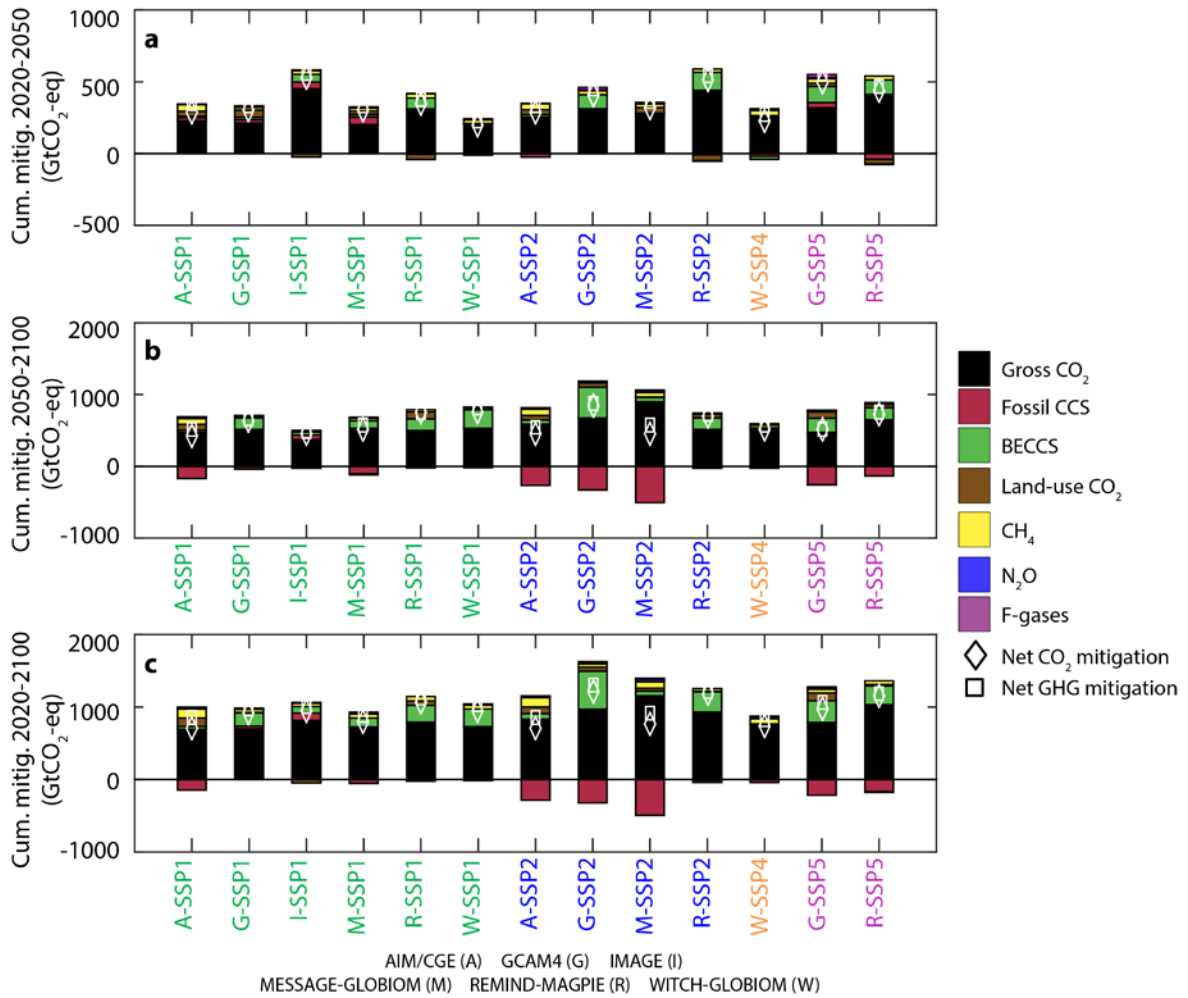 Cum. mitig. 2020-2050
(GtCO2-eq)
1000
500
0
-500
a
A-SSP1
G-SSP1
I-SSP1
M-SSP1
R-SSP1
W-SSP1
A-SSP2
G-SSP2
M-SSP2
R-SSP2
W-SSP4
G-SSP5
R-SSP5
Cum. mitig. 2050-2100
(GtCO2-eq)
2000
1000
0
-1000
b
A-SSP1
G-SSP1
I-SSP1
M-SSP1
R-SSP1
W-SSP1
A-SSP2
G-SSP2
M-SSP2
R-SSP2
W-SSP4
G-SSP5
R-SSP5
Gross CO2
Fossil CCS
BECCS
Land-use CO2
CH4
N2O
F-gases
Net CO2 mitigation
Net GHG mitigation
Cum. mitig. 2020-2100
(GtCO2-eq)
2000
1000
0
-1000
c
A-SSP1
G-SSP1
I-SSP1
M-SSP1
R-SSP1
W-SSP1
A-SSP2
G-SSP2
M-SSP2
R-SSP2
W-SSP4
G-SSP5
R-SSP5
AIM/CGE (A) GCAM4 (G) IMAGE (I)
MESSAGE-GLOBIOM (M) REMIND-MAGPIE (R) WITCH-GLOBIOM (W)